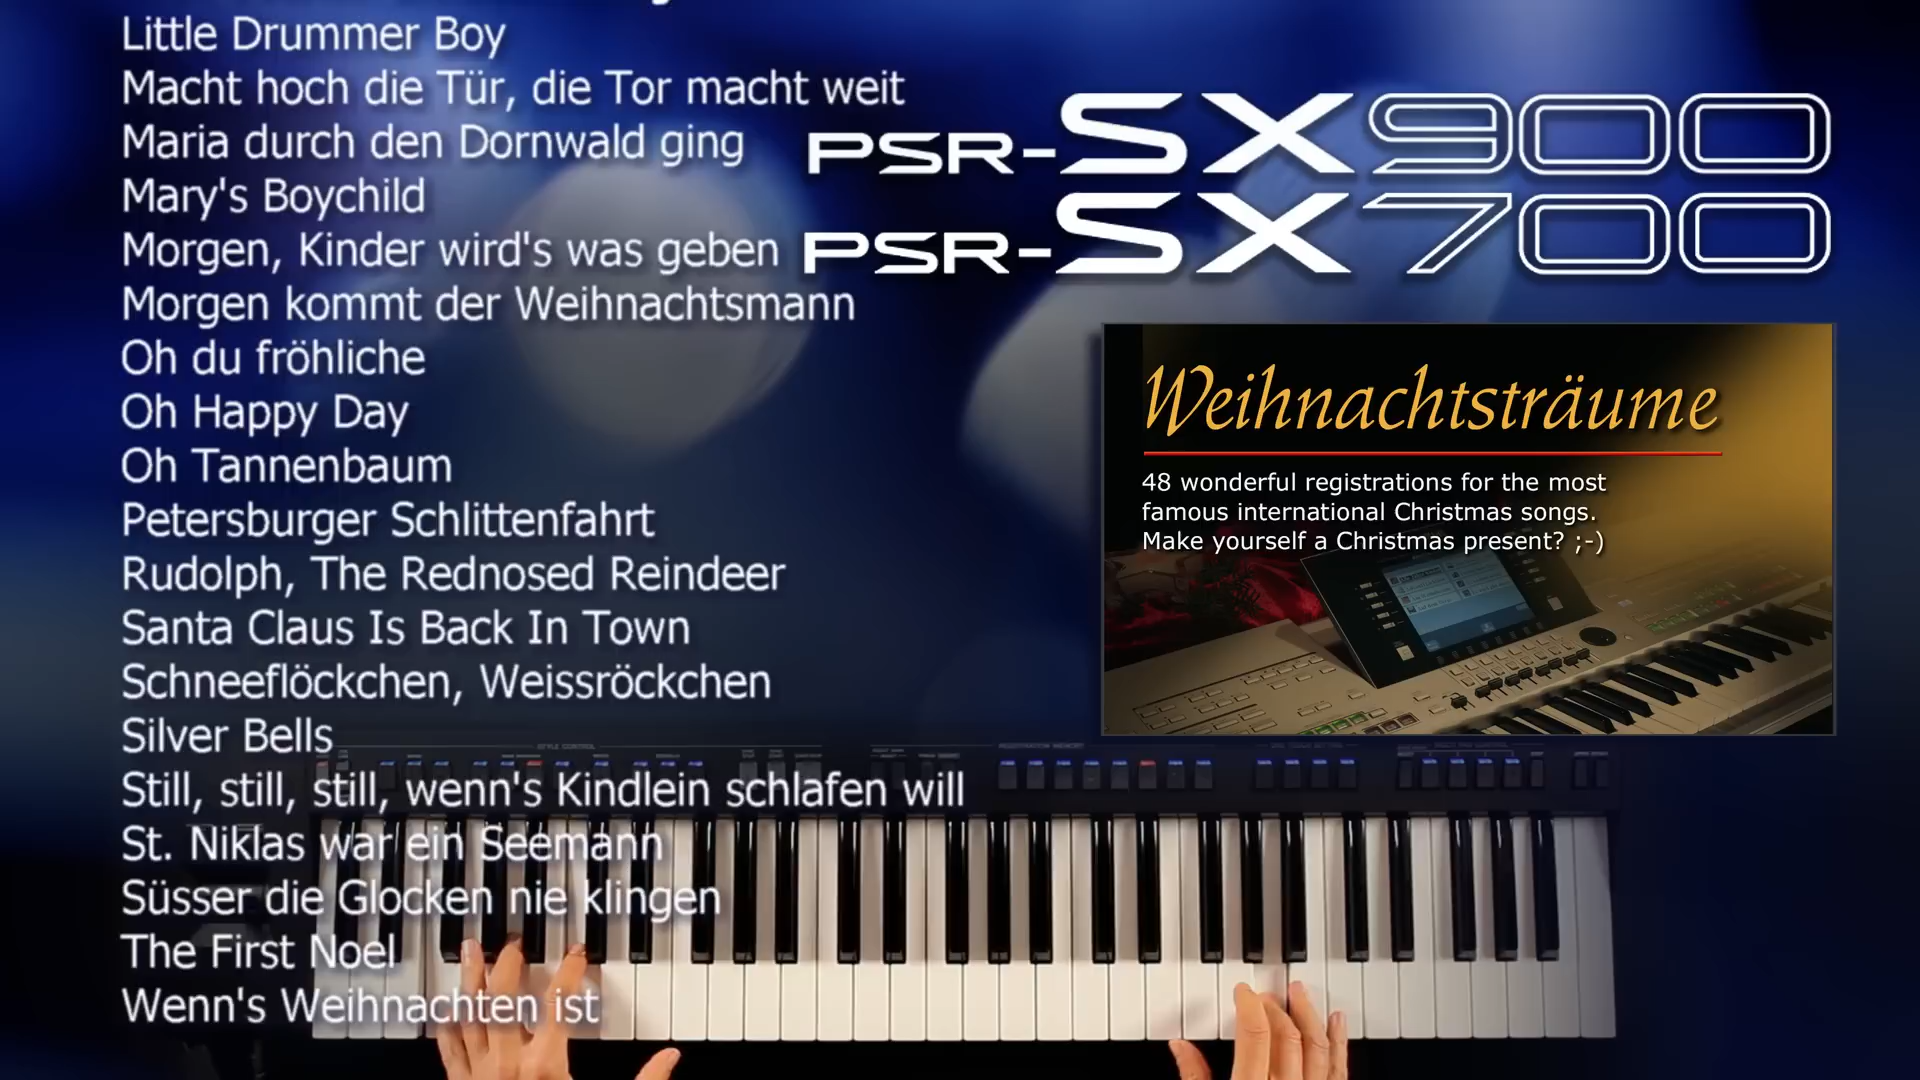 Little Drummer Boy
Macht hoch die Tür, die Tor macht weit
Maria durch den Dornwald ging
Mary's Boychild
Morgen, Kinder wird's was geben
Morgen kommt der Weihnachtsmann
Oh du fröhliche
Oh Happy Day
Oh Tannenbaum
Petersburger Schlittenfahrt
Rudolph, The Rednosed Reindeer
Santa Claus Is Back In Town
Schneeflöckchen, Weissröckchen
Silver Bells
Still, still, still, wenn's Kindlein schlafen will
St. Niklas war ein Seemann
Süsser die Glocken nie klingen
The First Noel
Wenn's Weihnachten ist
PSR-SX900
PSR-SX700
Weihnachtsträume
48 wonderful registrations for the most
famous international Christmas songs.
Make yourself a Christmas present? ;-)
STYLE CONTROL
REGISTRATION MEMORY